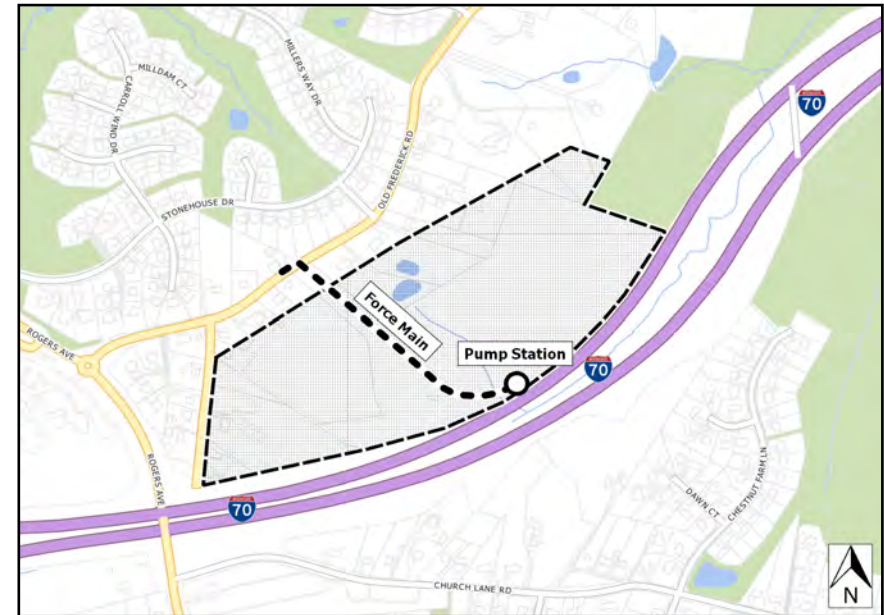 MILLDAM CT
CARROLL WIND DR
MILLERS WAY DR
STONEHOUSE DR
OLD FREDERICK RD
70
Force Main
Pump Station
70
ROGERS AVE
ROGERS AVE
70
DAWN CT
CHESTNUT FARM LN
CHURCH LANE RD
N